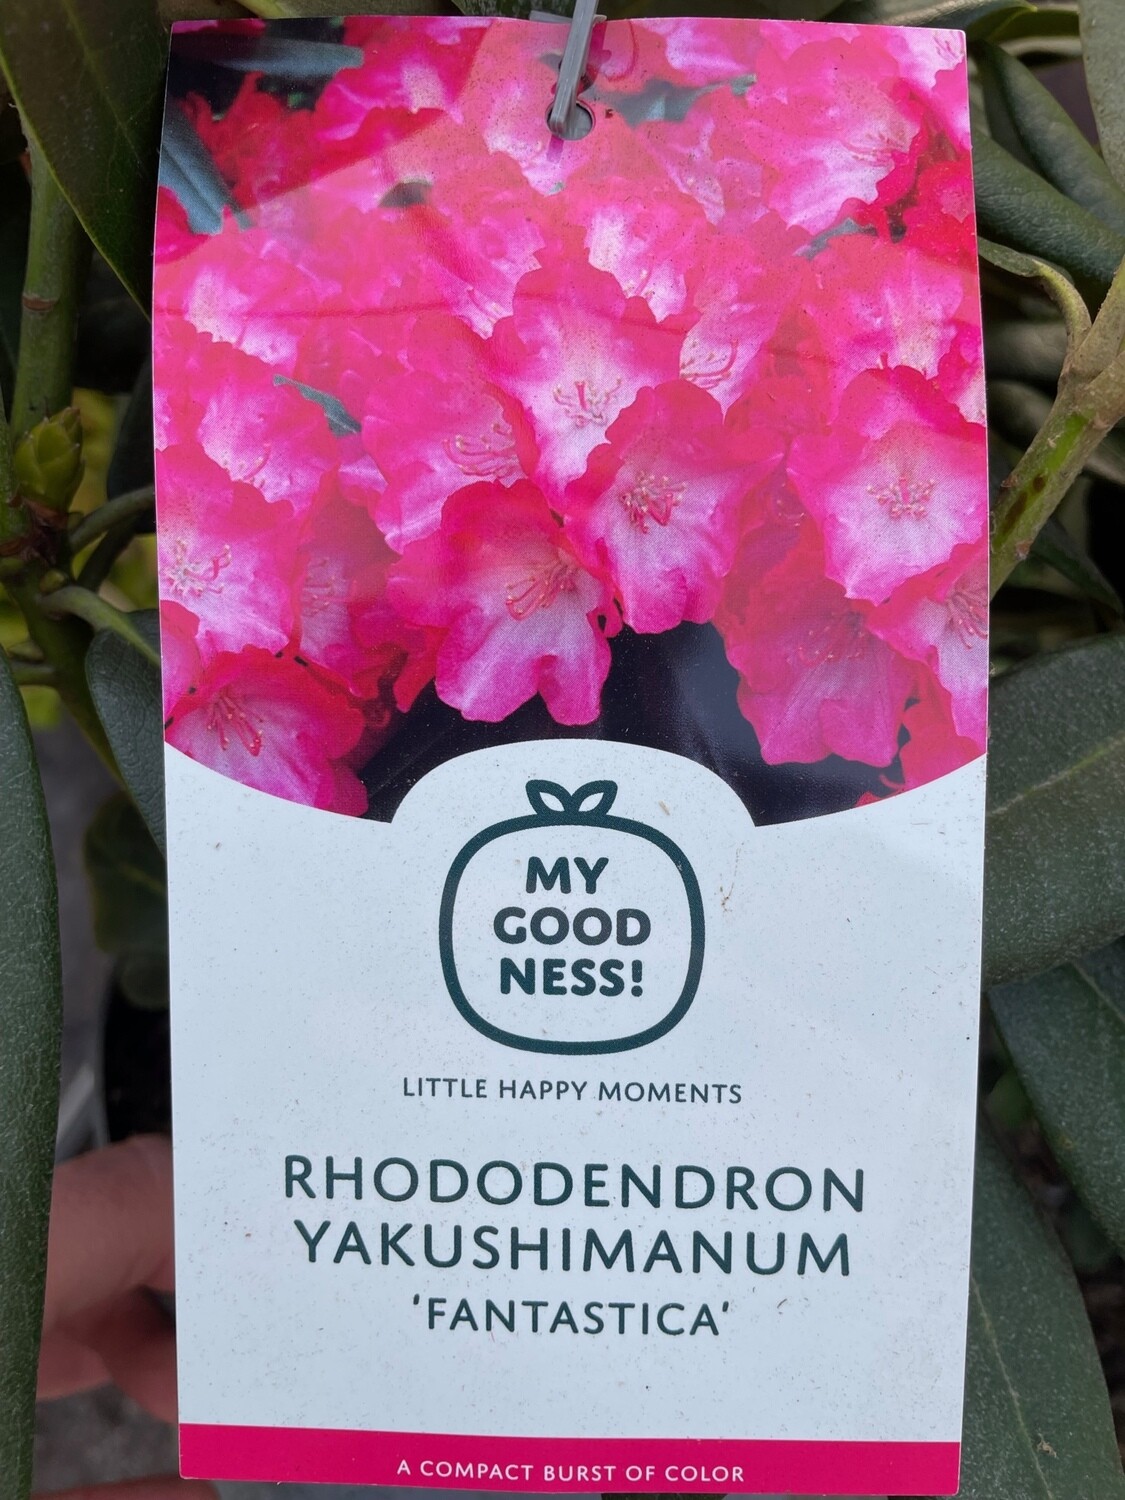 MY
GOOD
NESS!
LITTLE HAPPY MOMENTS
RHODODENDRON
YAKUSHIMANUM
'FANTASTICA'
A COMPACT BURST OF COLOR